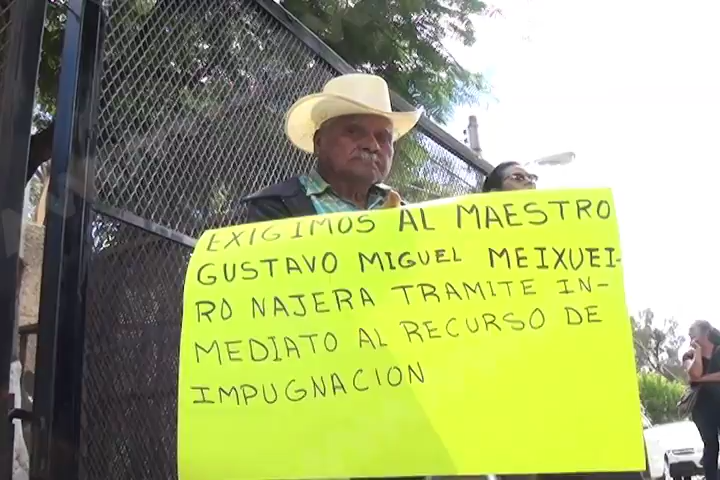 EXIGIMOS AL MAESTRO
GUSTAVO MIGUEL MEIXUEI-
RO NAJERA TRAMITE IN-
MEDIATO AL RECURSO DE
IMPUGNACION